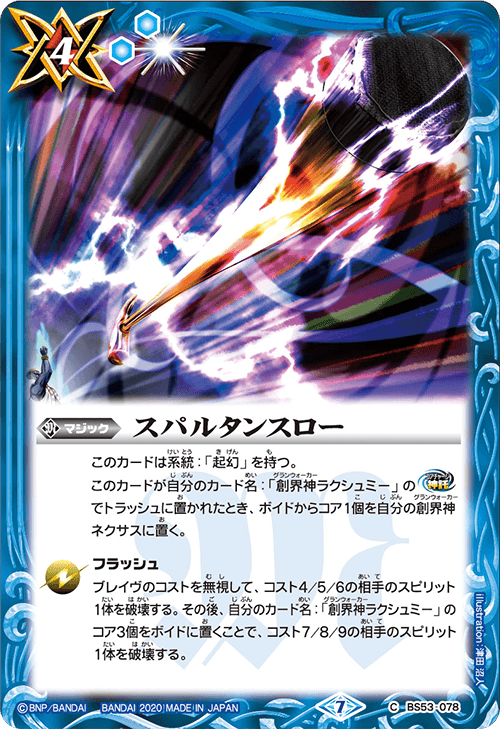 4
マジック スパルタンスロー
このカードは系統：「起幻」を持つ。
このカードが自分のカード名：「創界神ラクシュミー」の神託
でトラッシュに置かれたとき、ボイドからコア1個を自分の創界神
ネクサスに置く。
フラッシュ
ブレイヴのコストを無視して、コスト4/5/6の相手のスピリット
1体を破壊する。その後、自分のカード名：「創界神ラクシュミー」の
コア3個をボイドに置くことで、コスト7/8/9の相手のスピリット
1体を破壊する。
illustration：津田 沼人
©BNP/BANDAI BANDAI 2020 MADE IN JAPAN 7 C BS53-078